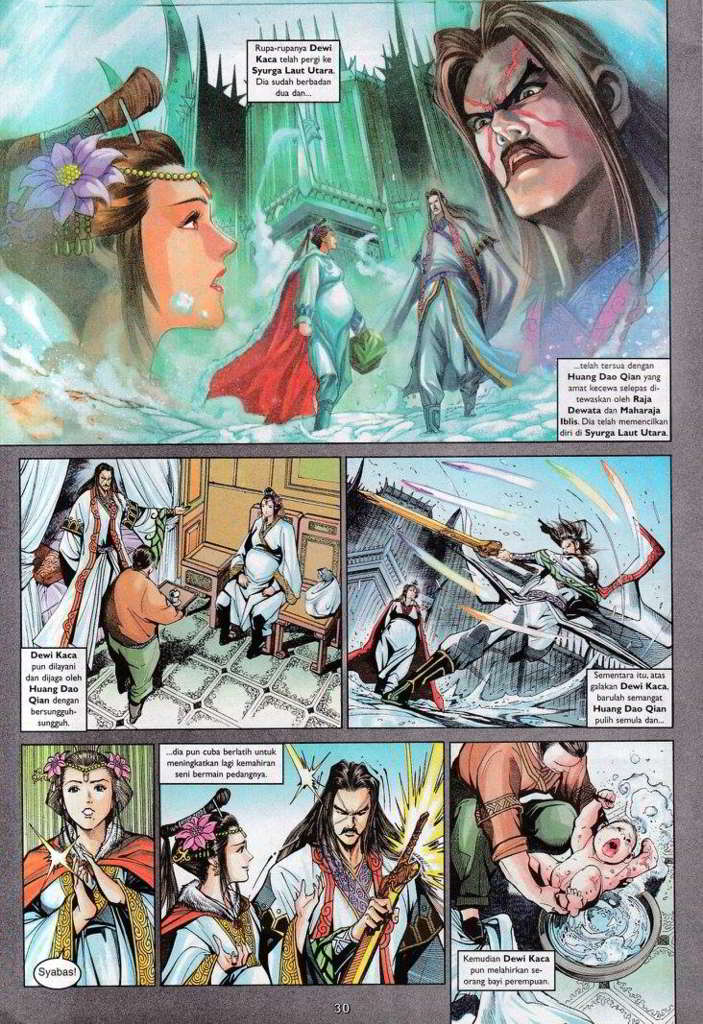 Rupa-rupanya Dewi
Kaca telah pergi ke
Syurga Laut Utara.
Dia sudah berbadan
dua dan...
...telah tersua dengan
Huang Dao Qian yang
amat kecewa selepas di-
tewaskan oleh Raja
Dewata dan Maharaja
Iblis. Dia telah memencilkan
diri di Syurga Laut Utara.
Dewi Kaca
pun dilayani
dan dijaga oleh
Huang Dao
Qian dengan
bersungguh-
sungguh.
Sementara itu, atas
galakan Dewi Kaca,
barulah semangat
Huang Dao Qian
pulih semula dan...
Syabas!
...dia pun cuba berlatih untuk
meningkatkan lagi kemahiran
seni bermain pedangnya.
Kemudian Dewi Kaca
pun melahirkan se-
orang bayi perempuan.
30